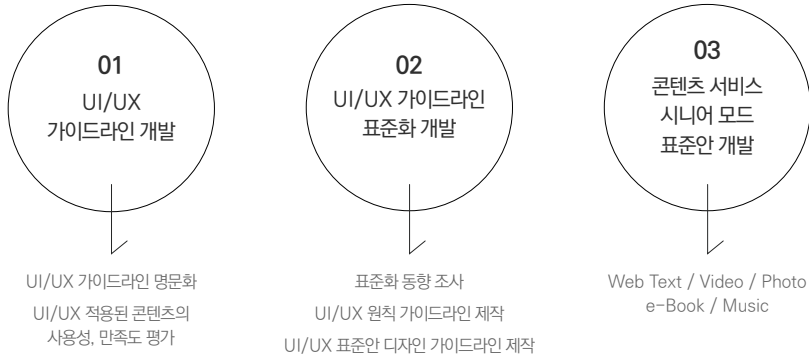 01
UI/UX
가이드라인 개발
UI/UX 가이드라인 명문화
UI/UX 적용된 콘텐츠의
사용성, 만족도 평가
02
UI/UX 가이드라인
표준화 개발
표준화 동향 조사
UI/UX 원칙 가이드라인 제작
UI/UX 표준안 디자인 가이드라인 제작
03
콘텐츠 서비스
시니어 모드
표준안 개발
Web Text / Video / Photo
e-Book / Music